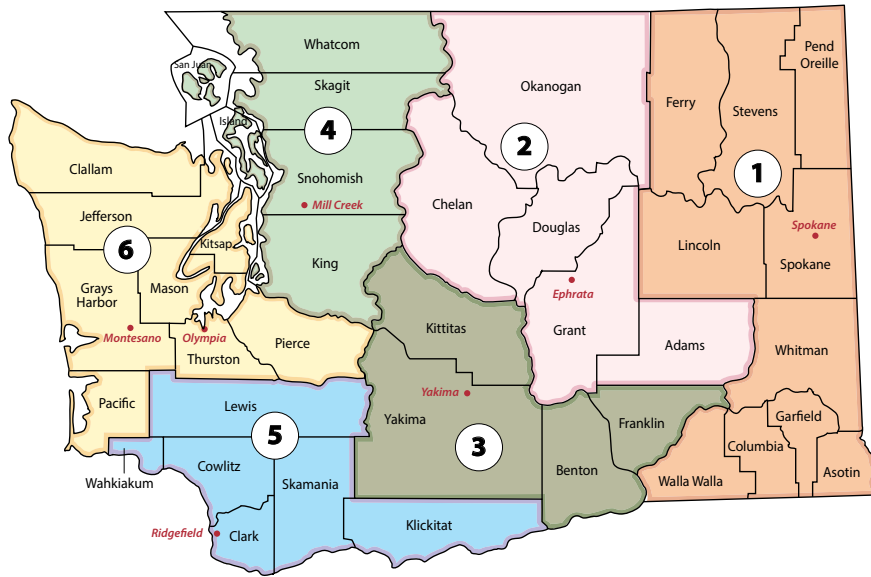 Whatcom
San Juan
Skagit
Island
4
Snohomish
Mill Creek
King
Okanogan
2
Chelan
Douglas
Ephrata
Grant
Adams
Ferry
Stevens
Pend
Oreille
1
Lincoln
Spokane
Spokane
Whitman
Garfield
Columbia
Walla Walla
Asotin
Clallam
Jefferson
6
Kitsap
Grays
Harbor
Mason
Montesano
Olympia
Thurston
Pierce
Pacific
Kittitas
Yakima
Yakima
3
Benton
Franklin
Lewis
5
Wahkiakum
Cowlitz
Skamania
Ridgefield
Clark
Klickitat